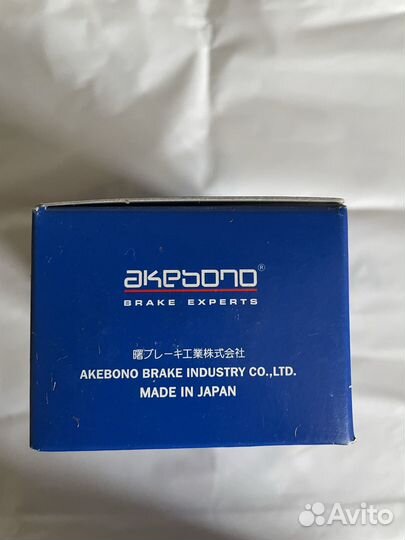 akebono®
BRAKE EXPERTS
曙ブレーキ工業株式会社
AKEBONO BRAKE INDUSTRY CO.,LTD.
MADE IN JAPAN
Avito